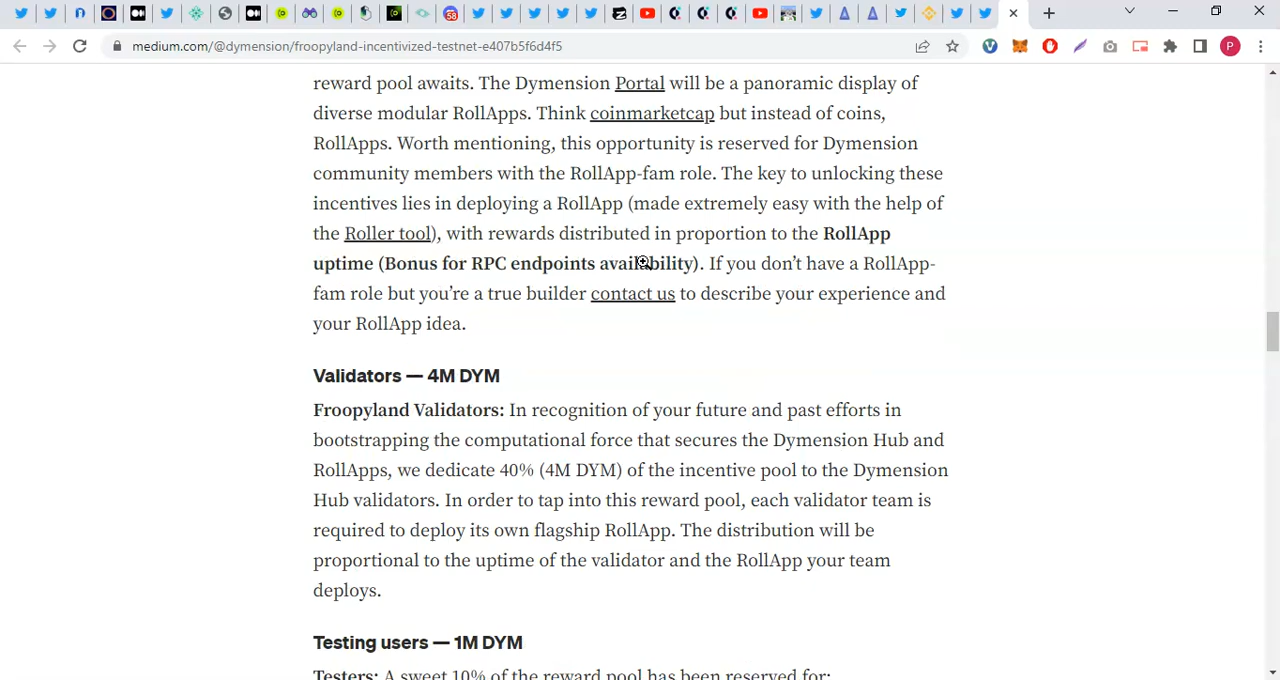 58
P
medium.com/@dymension/froopyland-incentivized-testnet-e407b5f6d4f5
reward pool awaits. The Dymension Portal will be a panoramic display of
diverse modular RollApps. Think coinmarketcap but instead of coins,
RollApps. Worth mentioning, this opportunity is reserved for Dymension
community members with the RollApp-fam role. The key to unlocking these
incentives lies in deploying a RollApp (made extremely easy with the help of
the Roller tool), with rewards distributed in proportion to the RollApp
uptime (Bonus for RPC endpoints availability). If you don’t have a RollApp-
fam role but you’re a true builder contact us to describe your experience and
your RollApp idea.
Validators — 4M DYM
Froopyland Validators: In recognition of your future and past efforts in
bootstrapping the computational force that secures the Dymension Hub and
RollApps, we dedicate 40% (4M DYM) of the incentive pool to the Dymension
Hub validators. In order to tap into this reward pool, each validator team is
required to deploy its own flagship RollApp. The distribution will be
proportional to the uptime of the validator and the RollApp your team
deploys.
Testing users — 1M DYM
Testers: A sweet 10% of the reward pool has been reserved for: